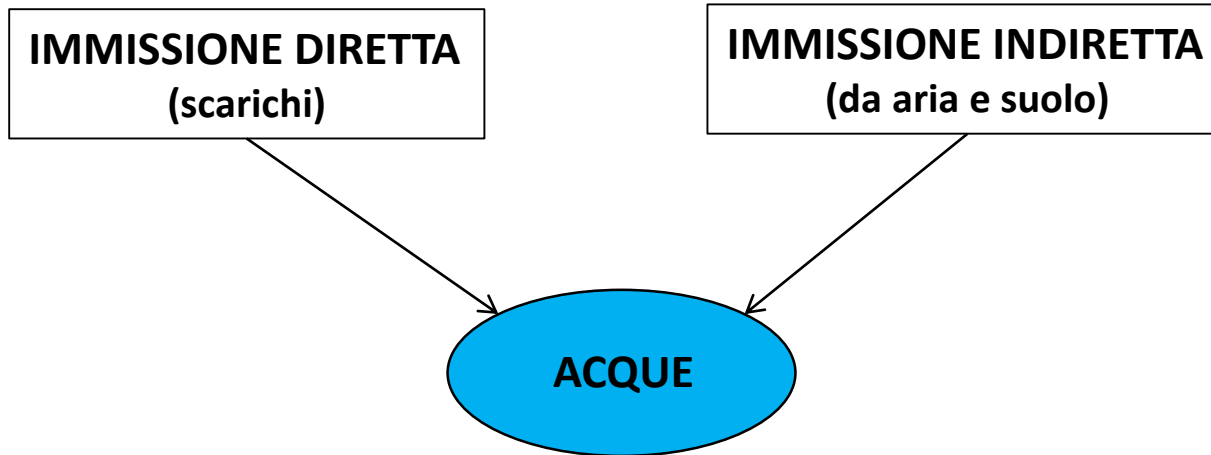 IMMISSIONE DIRETTA
(scarichi)
IMMISSIONE INDIRETTA
(da aria e suolo)
ACQUE